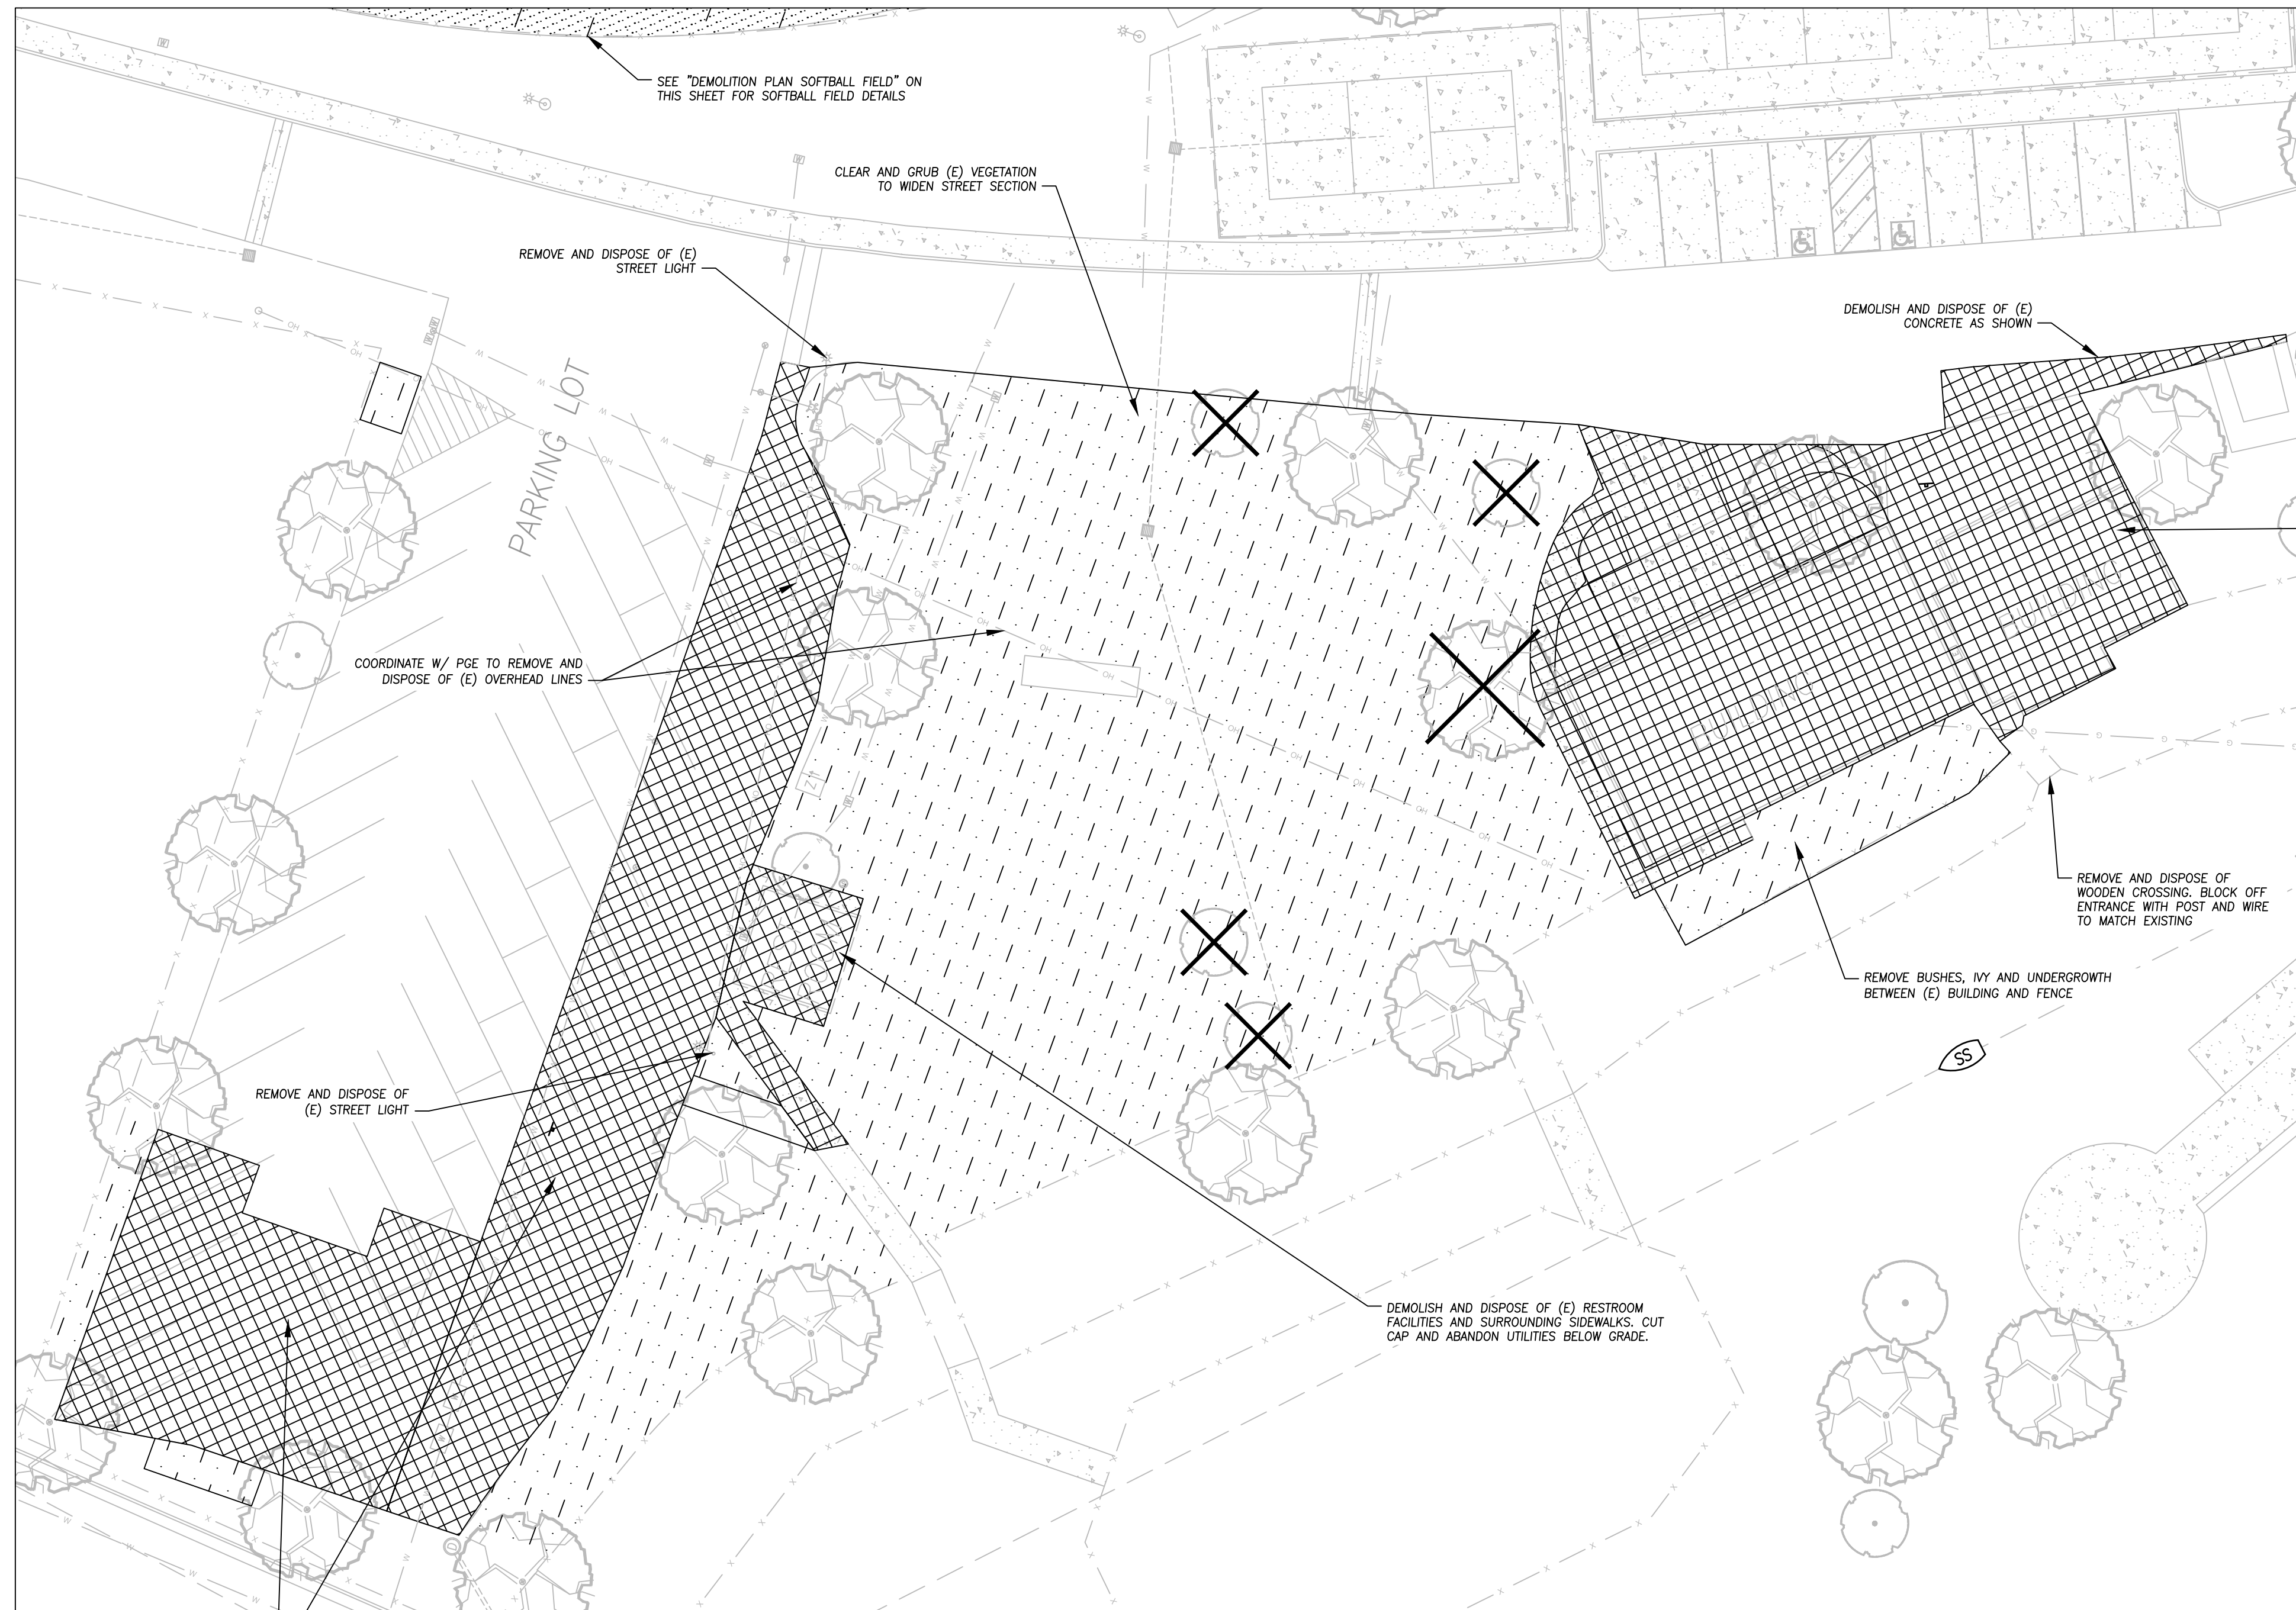 SEE "DEMOLITION PLAN SOFTBALL FIELD" ON
THIS SHEET FOR SOFTBALL FIELD DETAILS
CLEAR AND GRUB (E) VEGETATION
TO WIDEN STREET SECTION
REMOVE AND DISPOSE OF (E)
STREET LIGHT
DEMOLISH AND DISPOSE OF (E)
CONCRETE AS SHOWN
PARKING LOT
COORDINATE W/ PGE TO REMOVE AND
DISPOSE OF (E) OVERHEAD LINES
BUILDING
BUILDING
REMOVE AND DISPOSE OF
WOODEN CROSSING. BLOCK OFF
ENTRANCE WITH POST AND WIRE
TO MATCH EXISTING
REMOVE BUSHES, IVY AND UNDERGROWTH
BETWEEN (E) BUILDING AND FENCE
SS
REMOVE AND DISPOSE OF
(E) STREET LIGHT
DEMOLISH AND DISPOSE OF (E) RESTROOM
FACILITIES AND SURROUNDING SIDEWALKS. CUT
CAP AND ABANDON UTILITIES BELOW GRADE.